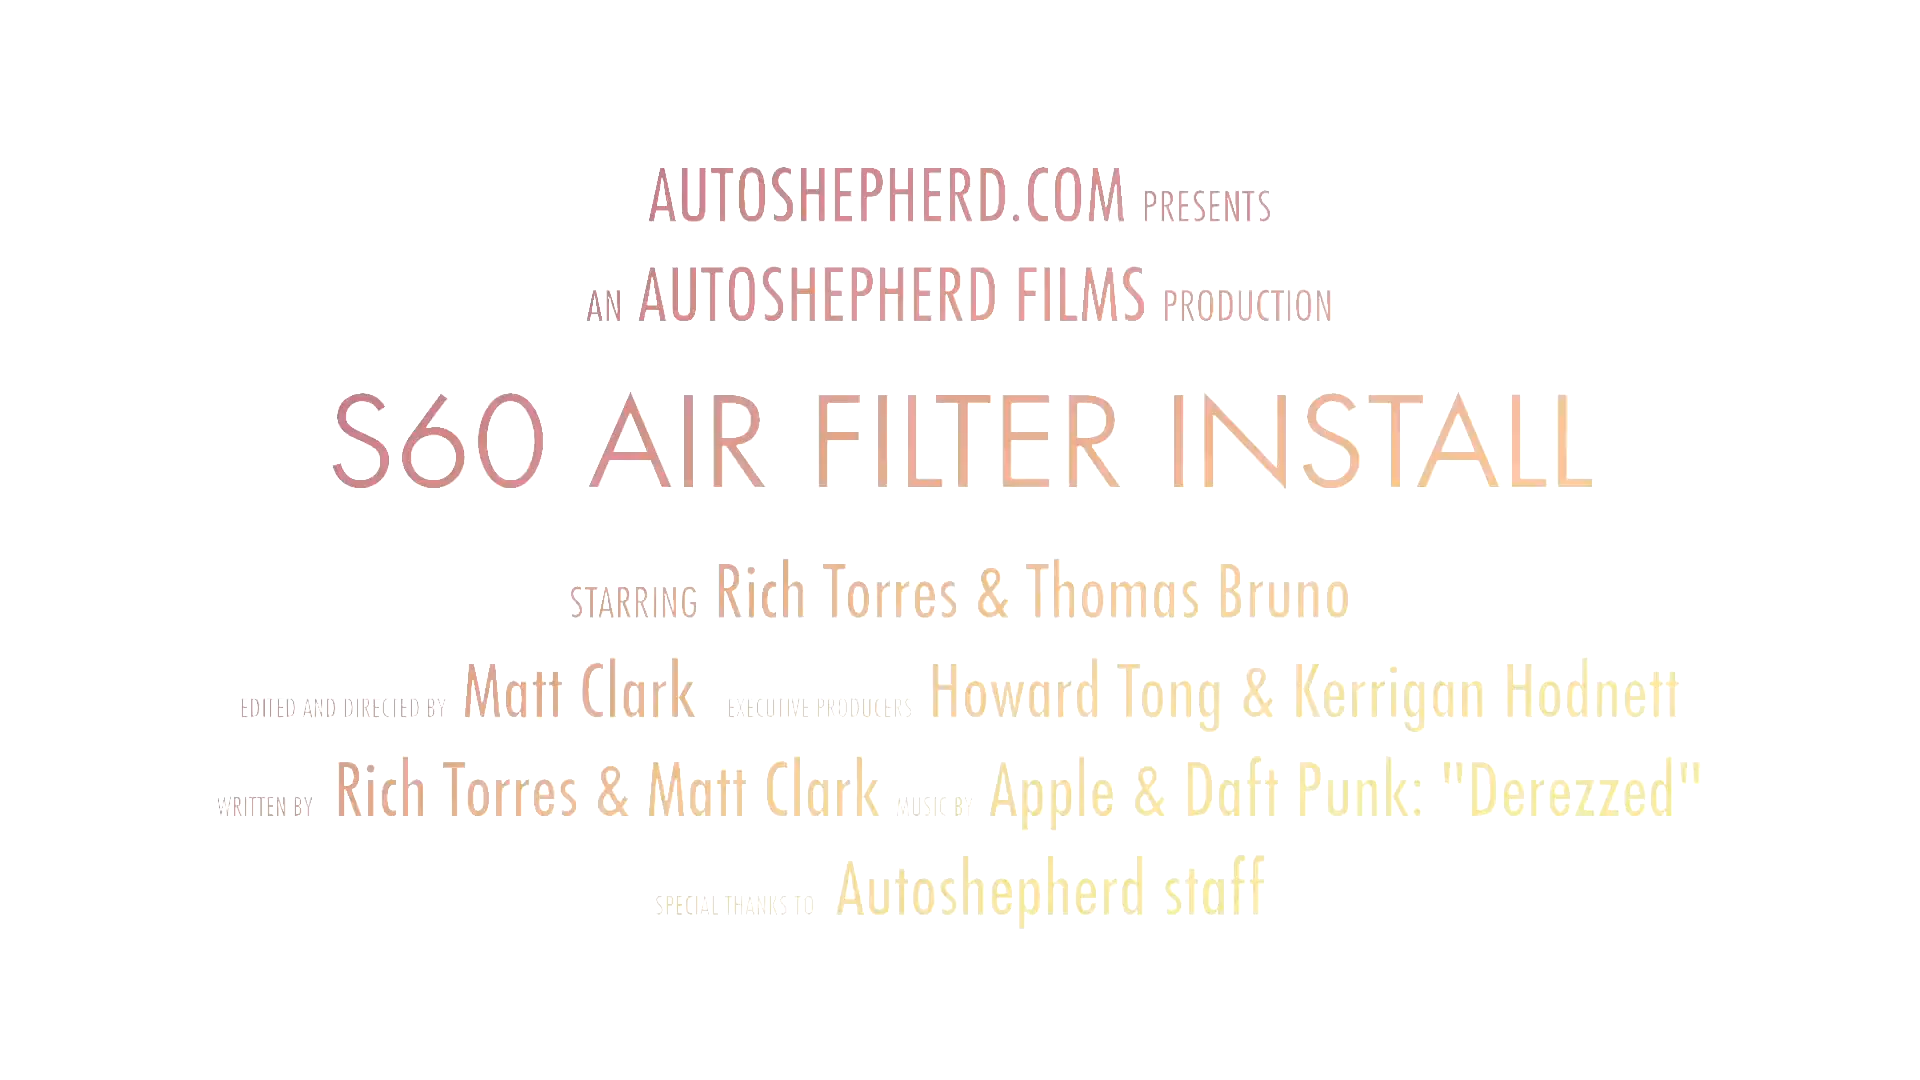 AUTOSHEPHERD.COM PRESENTS
AN AUTOSHEPHERD FILMS PRODUCTION
S60 AIR FILTER INSTALL
STARRING Rich Torres & Thomas Bruno
EDITED AND DIRECTED BY Matt Clark EXECUTIVE PRODUCERS Howard Tong & Kerrigan Hodnett
WRITTEN BY Rich Torres & Matt Clark MUSIC BY Apple & Daft Punk: "Derezzed"
SPECIAL THANKS TO Autoshepherd staff